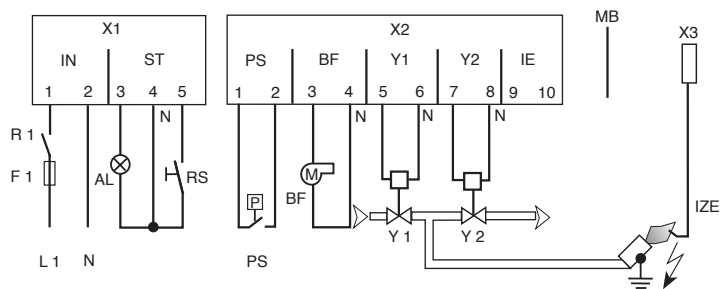 X1
X2
MB
X3
IN ST
PS BF Y1 Y2 IE
1 2 3 4 5
1 2 3 4 5 6 7 8 9 10
N
N
N
R 1
F 1
AL
RS
M
BF
P
IZE
Y 1
Y 2
L 1
N
PS